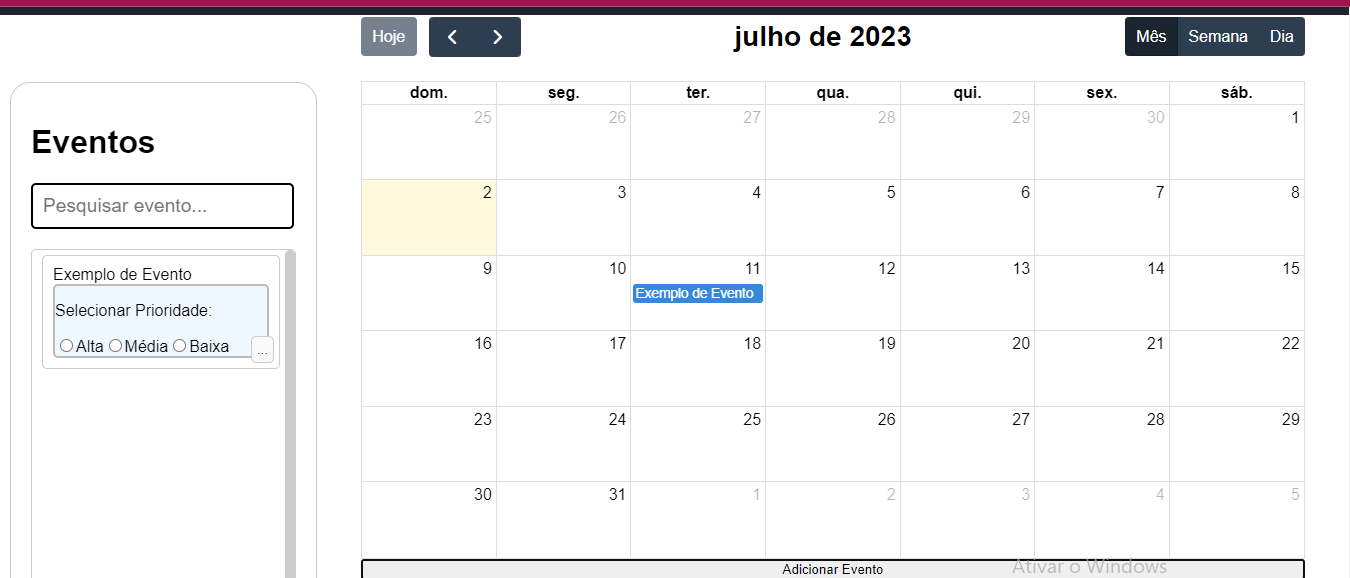 Hoje julho de 2023 Mês Semana Dia
Eventos
Pesquisar evento...
Exemplo de Evento
Selecionar Prioridade:
Alta Média Baixa ...
dom. seg. ter. qua. qui. sex. sáb.
25 26 27 28 29 30 1
2 3 4 5 6 7 8
9 10 11 12 13 14 15
Exemplo de Evento
16 17 18 19 20 21 22
23 24 25 26 27 28 29
30 31 1 2 3 4 5
Adicionar Evento
Ativar o Windows